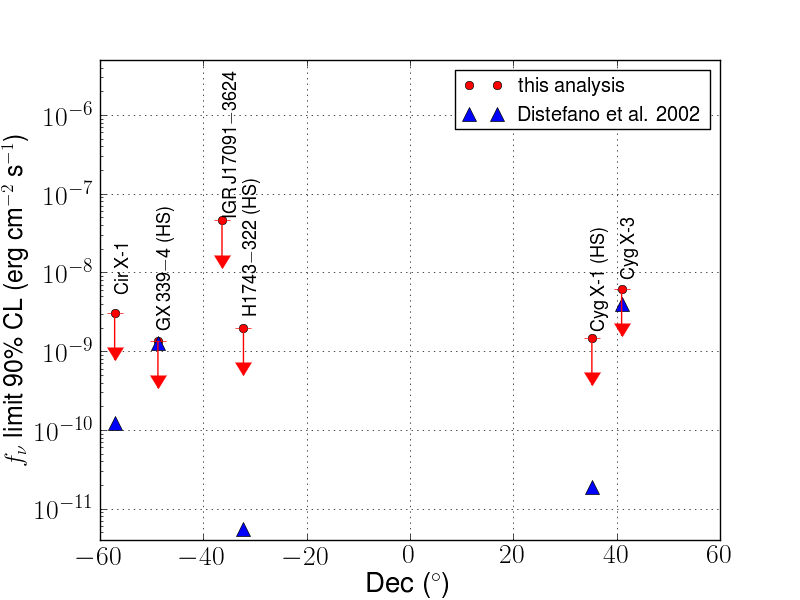 this analysis
Distefano et al. 2002
f_ν limit 90% CL (erg cm⁻² s⁻¹)
10⁻⁶
10⁻⁷
10⁻⁸
10⁻⁹
10⁻¹⁰
10⁻¹¹
Cir X-1
GX339−4 (HS)
IGRJ17091−3624
H1743−322 (HS)
Cyg X-1 (HS)
Cyg X-3
−60
−40
−20
0
20
40
60
Dec (°)